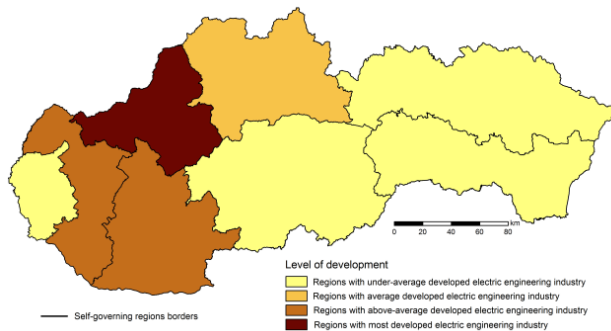 km
0 20 40 60 80
Level of development
Regions with under-average developed electric engineering industry
Regions with average developed electric engineering industry
Regions with above-average developed electric engineering industry
Regions with most developed electric engineering industry
Self-governing regions borders